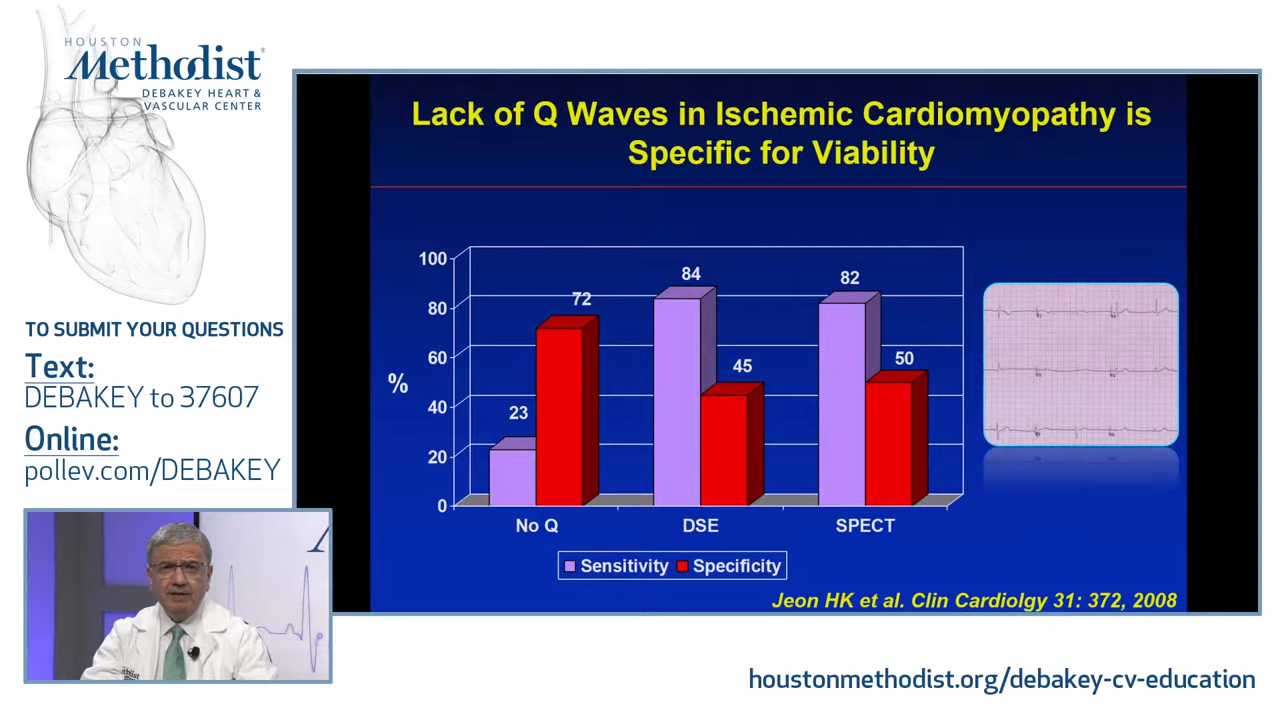 HOUSTON
Methodist®
DEBAKEY HEART &
VASCULAR CENTER
TO SUBMIT YOUR QUESTIONS
Text:
DEBAKEY to 37607
Online:
pollev.com/DEBAKEY
Lack of Q Waves in Ischemic Cardiomyopathy is
Specific for Viability
%
100
80
60
40
20
0
23
72
84
45
82
50
No Q
DSE
SPECT
Sensitivity
Specificity
Jeon HK et al. Clin Cardiolgy 31: 372, 2008
houstonmethodist.org/debakey-cv-education